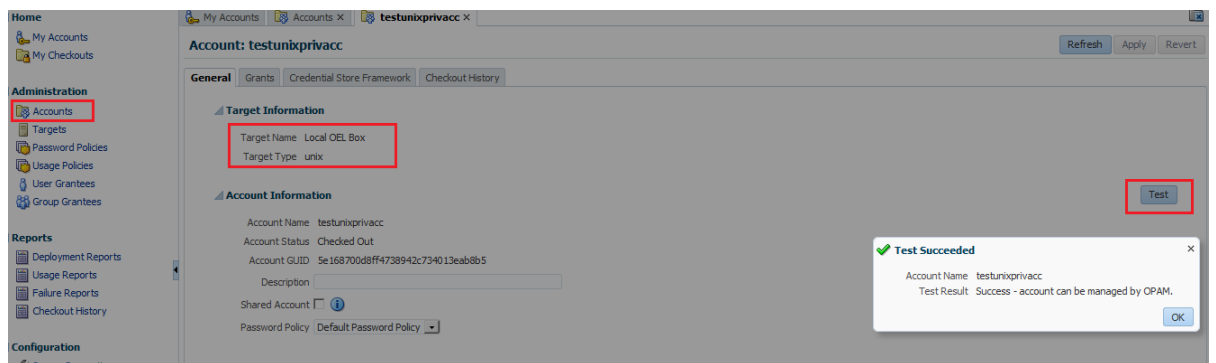 Home
My Accounts
My Checkouts
Administration
Accounts
Targets
Password Policies
Usage Policies
User Grantees
Group Grantees
Reports
Deployment Reports
Usage Reports
Failure Reports
Checkout History
Configuration
My Accounts Accounts × testunixprivacc ×
Account: testunixprivacc
Refresh Apply Revert
General Grants Credential Store Framework Checkout History
Target Information
Target Name Local OEL Box
Target Type unix
Account Information
Test
Account Name testunixprivacc
Account Status Checked Out
Account GUID 5e168700d8ff4738942c734013eab8b5
Description
Shared Account
Password Policy Default Password Policy
Test Succeeded ×
Account Name testunixprivacc
Test Result Success - account can be managed by OPAM.
OK